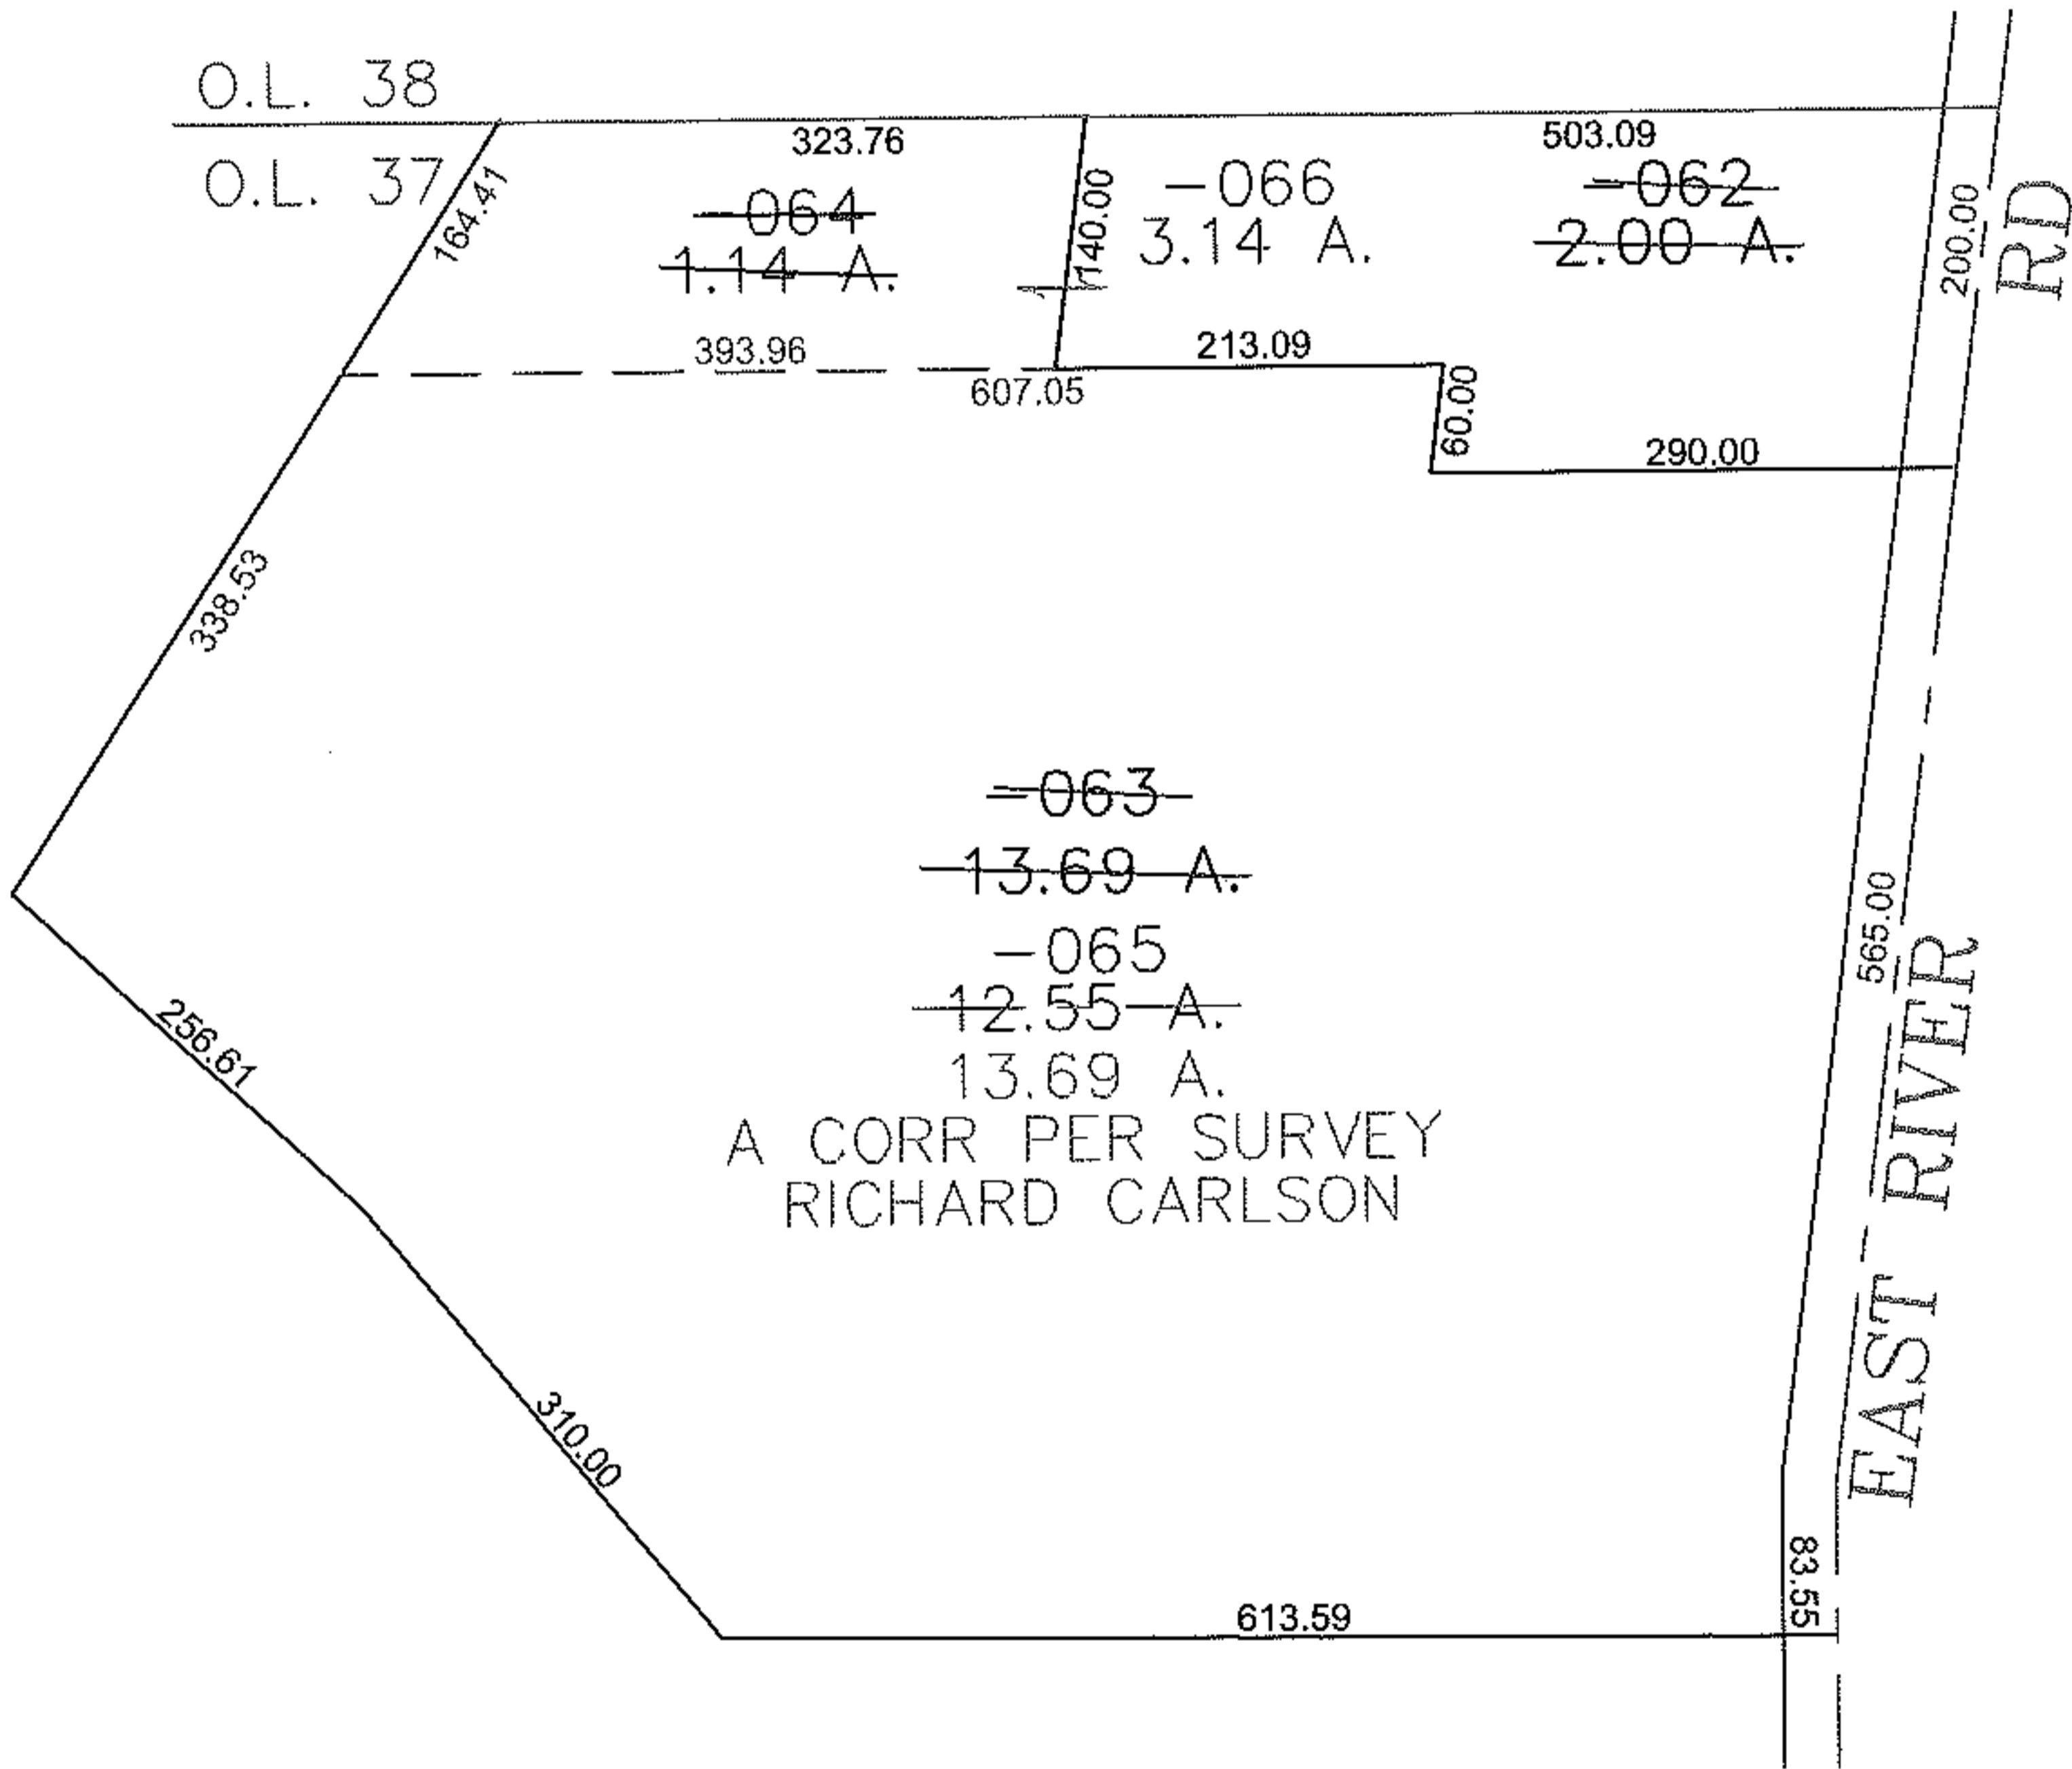 O.L. 38
O.L. 37
323.76
503.09
164.41
-064
1.14 A.
140.00
-066
3.14 A.
-062
2.00 A.
200.00
RD
393.96
607.05
213.09
60.00
290.00
338.53
-063
13.69 A.
-065
12.55 A.
13.69 A.
A CORR PER SURVEY
RICHARD CARLSON
565.00
EAST RIVER
256.61
310.00
613.59
83.55